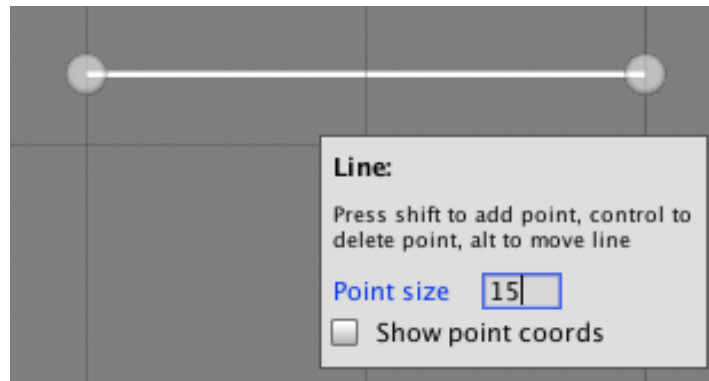 Line:
Press shift to add point, control to
delete point, alt to move line
Point size 15
Show point coords